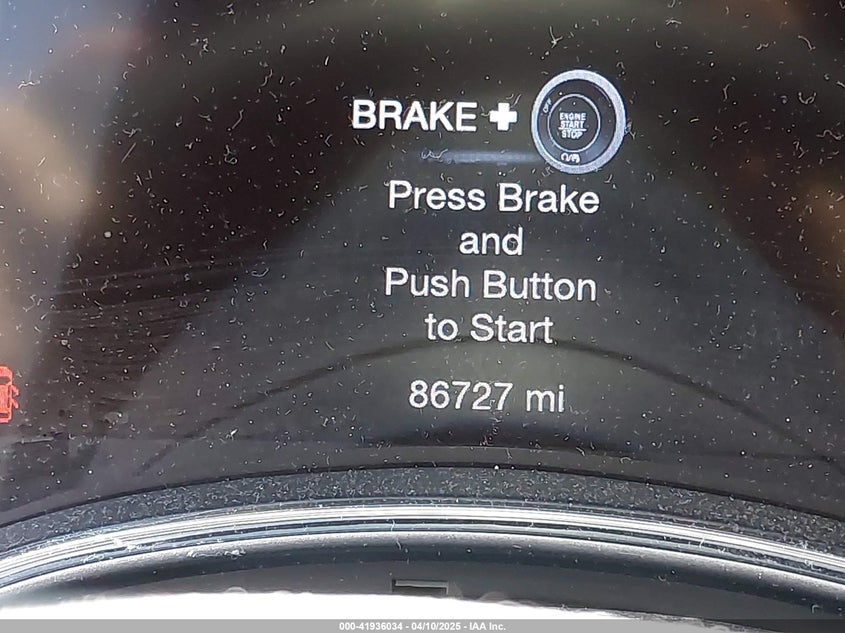 BRAKE +
OFF
ENGINE
START
STOP
Press Brake
and
Push Button
to Start
86727 mi
000-41936034 - 04/10/2025 - IAA Inc.